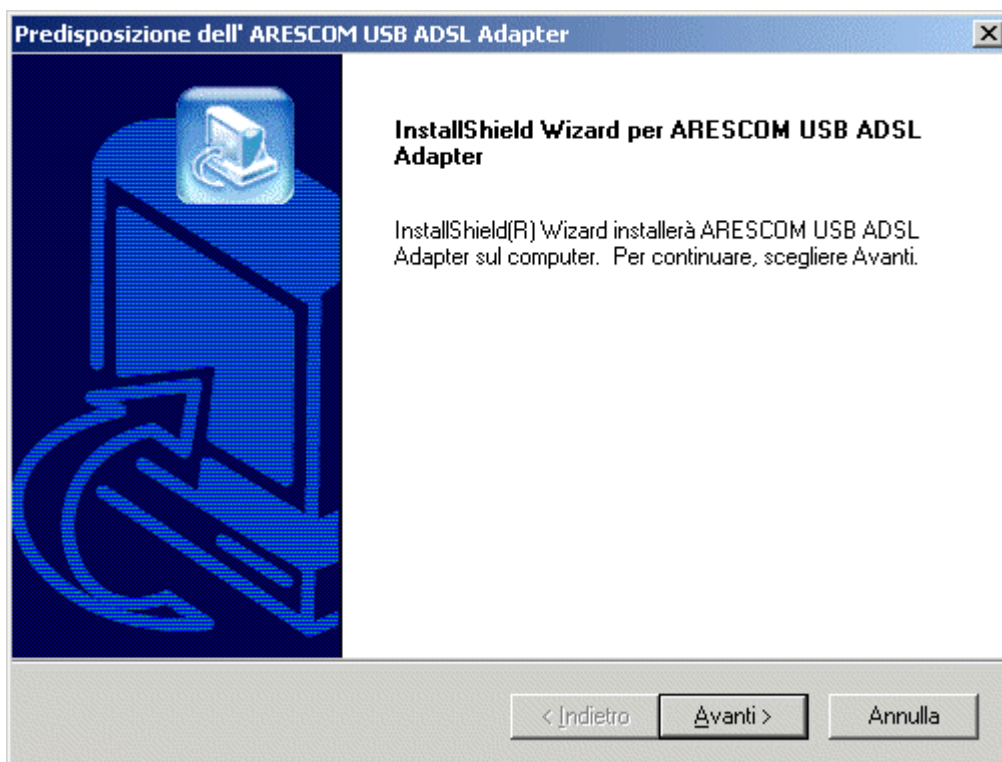 Predisposizione dell' ARESCOM USB ADSL Adapter
InstallShield Wizard per ARESCOM USB ADSL
Adapter
InstallShield(R) Wizard installerà ARESCOM USB ADSL
Adapter sul computer.  Per continuare, scegliere Avanti.
< Indietro
Avanti >
Annulla